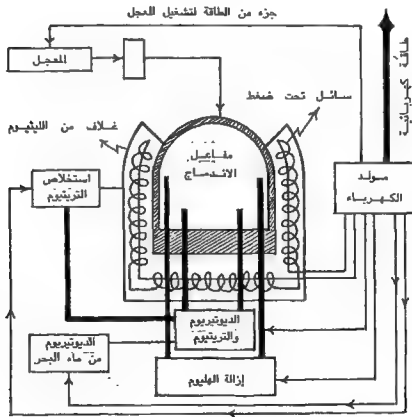 جزء من الطاقة لتشغيل المعجل
المعجل
طاقة كهربائية
سائل تحت ضغط
غلاف من الليثيوم
مفاعل
الاندماج
مولد
الكهرباء
استخلاص
التريتيوم
الديوتيريوم
والتريتيوم
الديوتيريوم
من ماء البحر
إزالة الهليوم